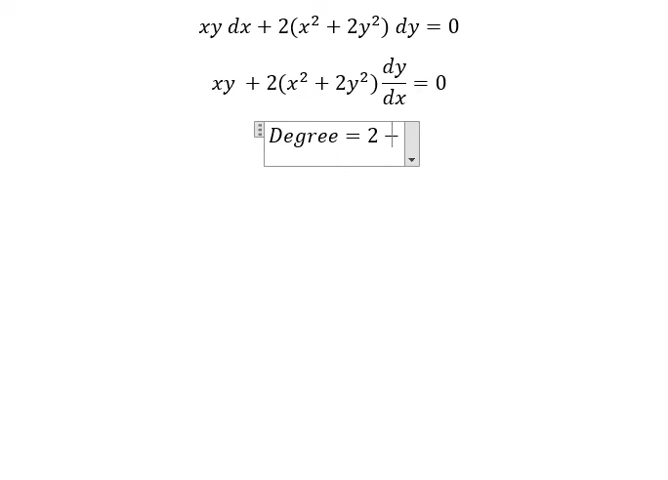 xy dx + 2(x² + 2y²) dy = 0
xy + 2(x² + 2y²) dy/dx = 0
Degree = 2 −